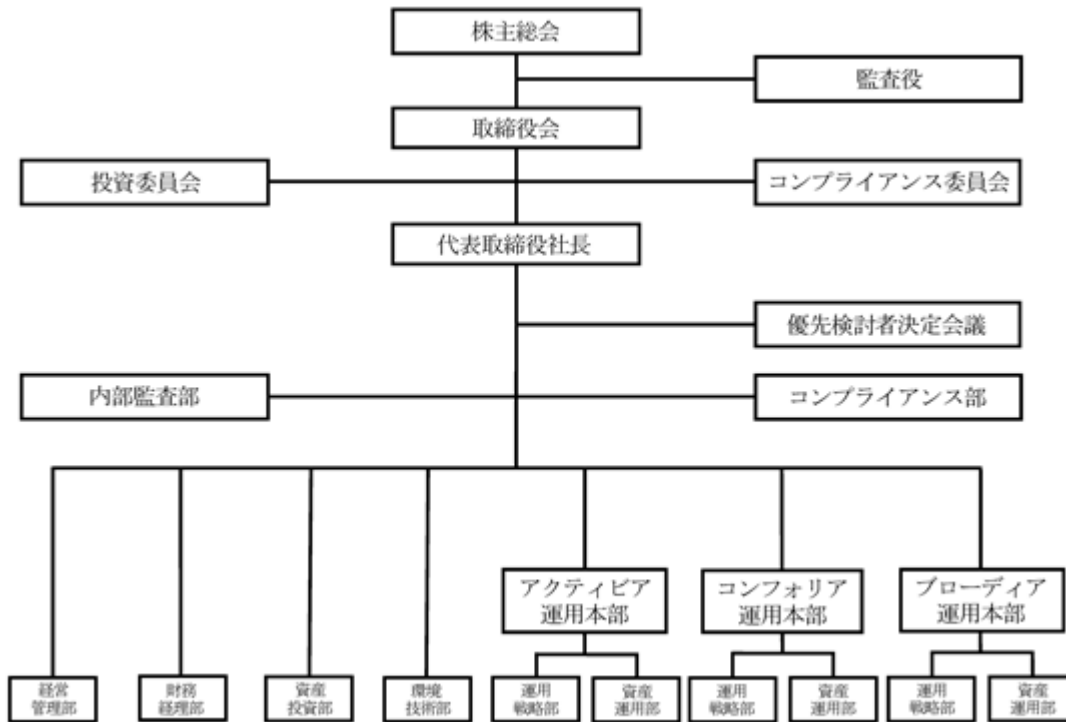 株主総会
監査役
取締役会
投資委員会
コンプライアンス委員会
代表取締役社長
優先検討者決定会議
内部監査部
コンプライアンス部
アクティビア
運用本部
コンフォリア
運用本部
ブローディア
運用本部
経営
管理部
財務
経理部
資産
投資部
環境
技術部
運用
戦略部
資産
運用部
運用
戦略部
資産
運用部
運用
戦略部
資産
運用部